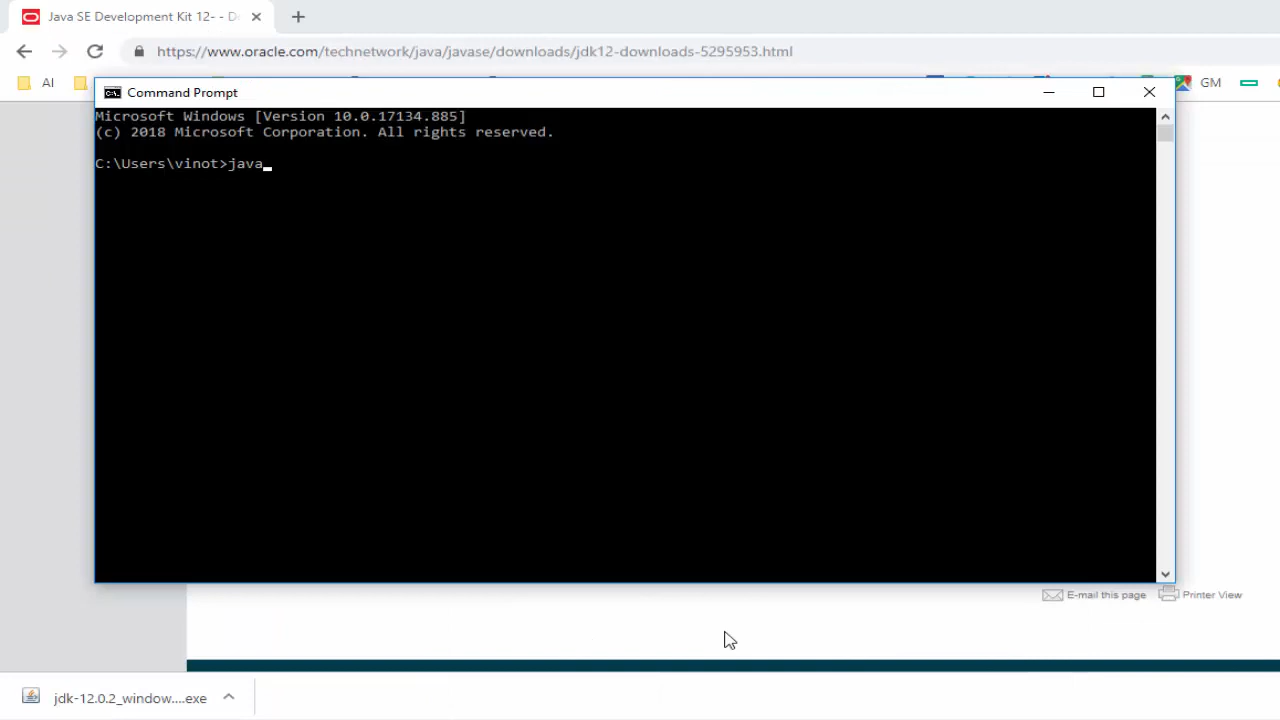 Java SE Development Kit 12- - D
https://www.oracle.com/technetwork/java/javase/downloads/jdk12-downloads-5295953.html
AI
GM
Command Prompt
Microsoft Windows [Version 10.0.17134.885]
(c) 2018 Microsoft Corporation. All rights reserved.
C:\Users\vinot>java
E-mail this page
Printer View
jdk-12.0.2_window....exe